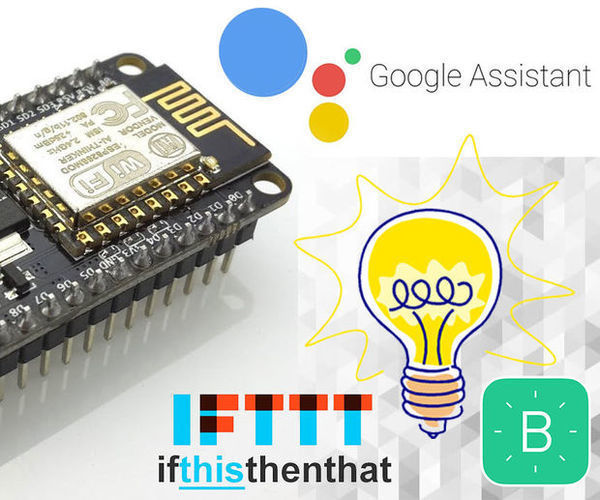 Google Assistant
MODEL
VENDOR
ESP8266MOD
AI-THINKER
ISM 2.4GHz
PA +25dBm
802.11b/g/n
FC
WiFi
D0
D1
D2
D3
D4
3V3
GND
D5
D6
D7
D8
IFTTT
ifthisthenthat
B